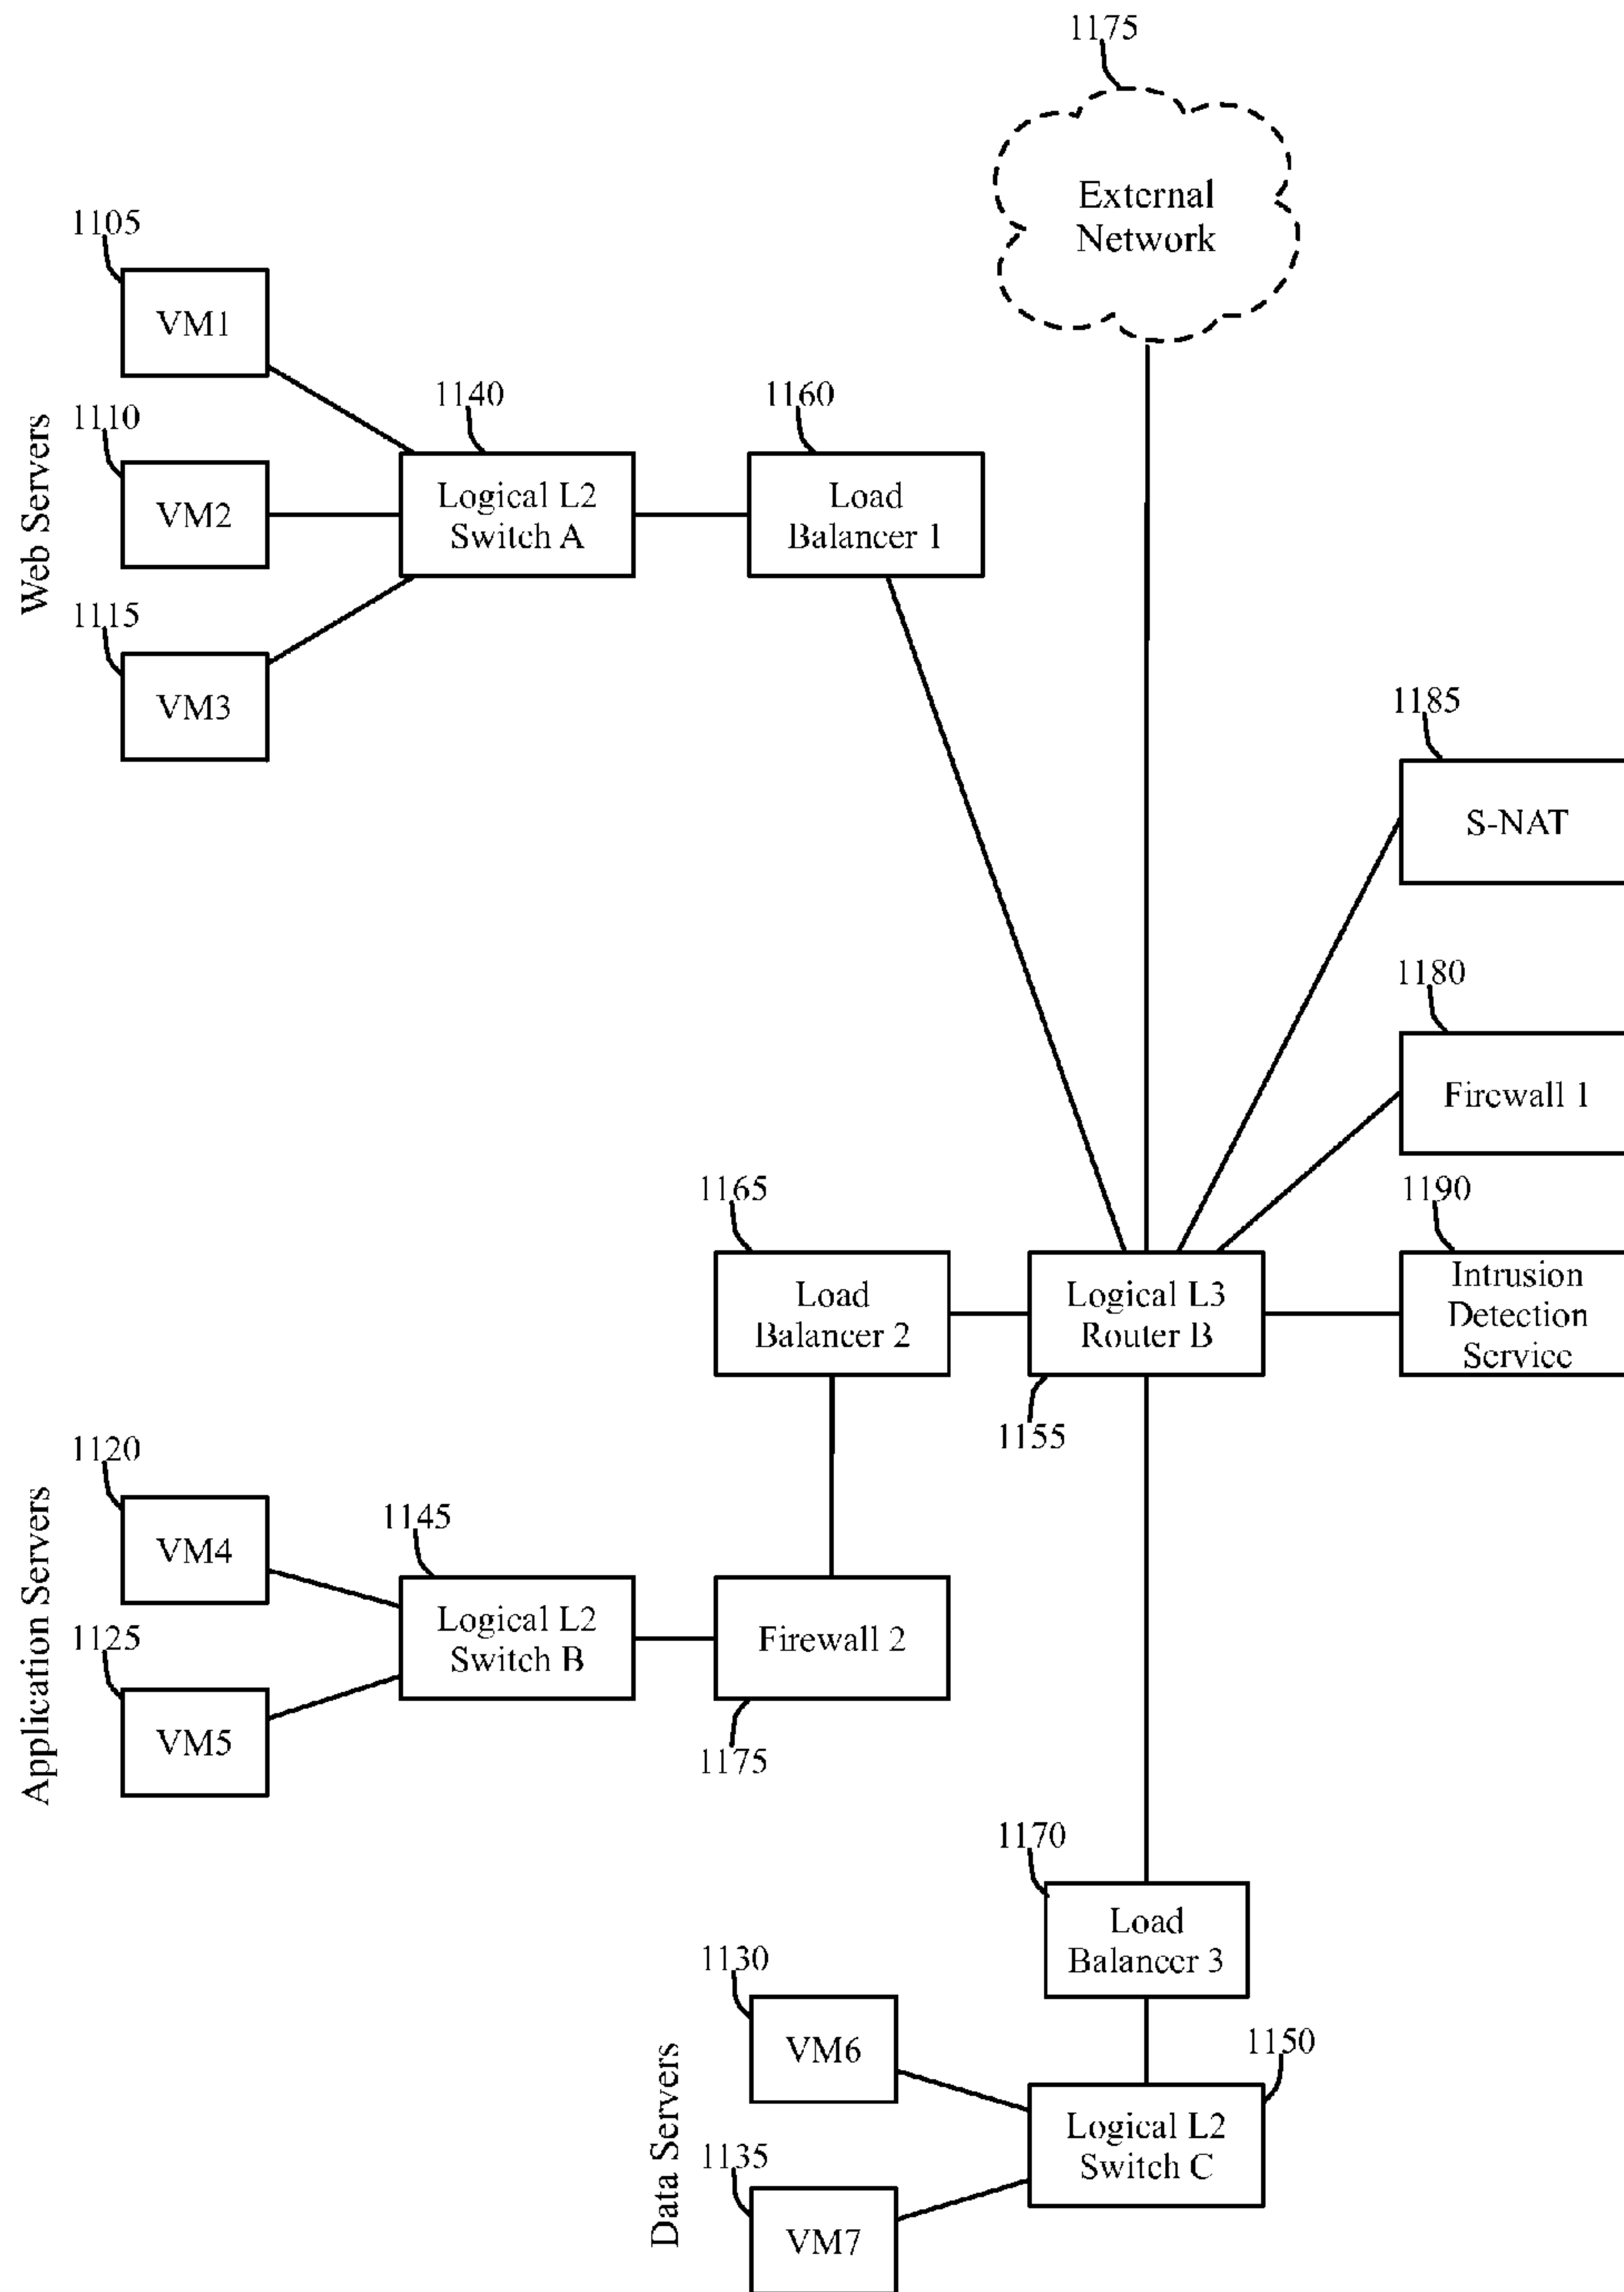 1175
External
Network
1105
VM1
1110
VM2
1115
VM3
Web Servers
1140
Logical L2
Switch A
1160
Load
Balancer 1
1185
S-NAT
1180
Firewall 1
1190
Intrusion
Detection
Service
1165
Load
Balancer 2
Logical L3
Router B
1155
1120
VM4
1125
VM5
Application Servers
1145
Logical L2
Switch B
Firewall 2
1175
1170
Load
Balancer 3
1130
VM6
1135
VM7
Data Servers
1150
Logical L2
Switch C